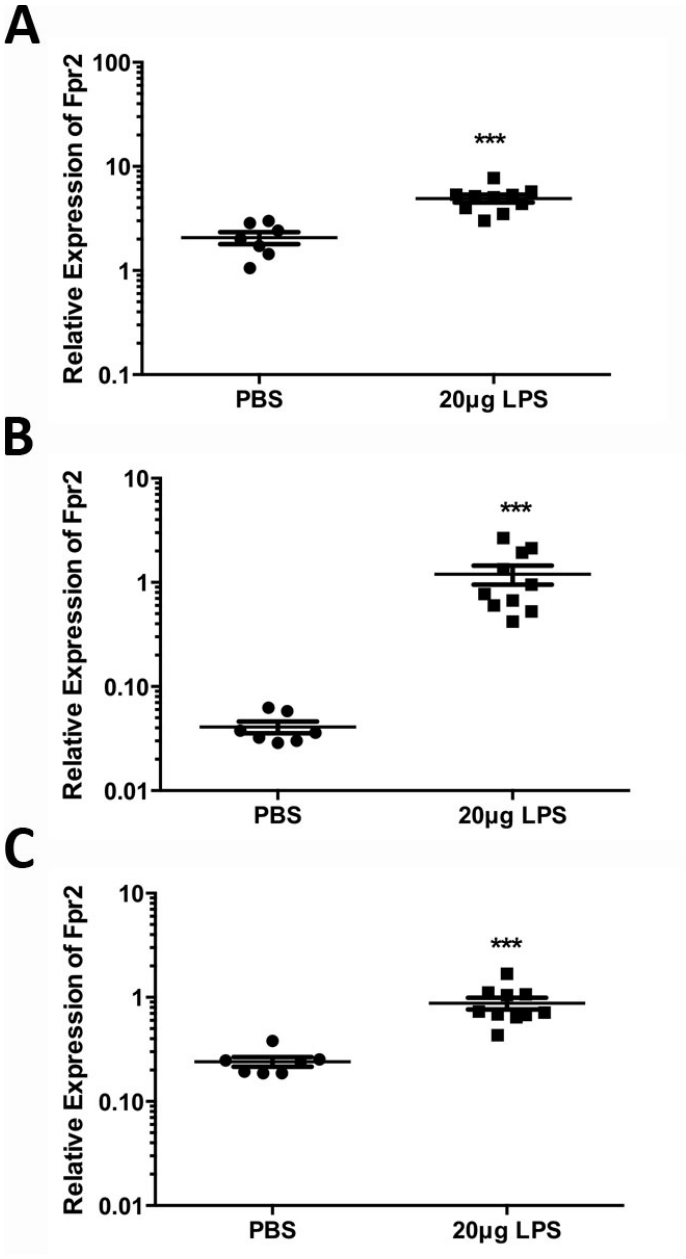 A
Relative Expression of Fpr2
100
10
1
0.1
***
PBS
20µg LPS
B
Relative Expression of Fpr2
10
1
0.10
0.01
***
PBS
20µg LPS
C
Relative Expression of Fpr2
10
1
0.10
0.01
***
PBS
20µg LPS